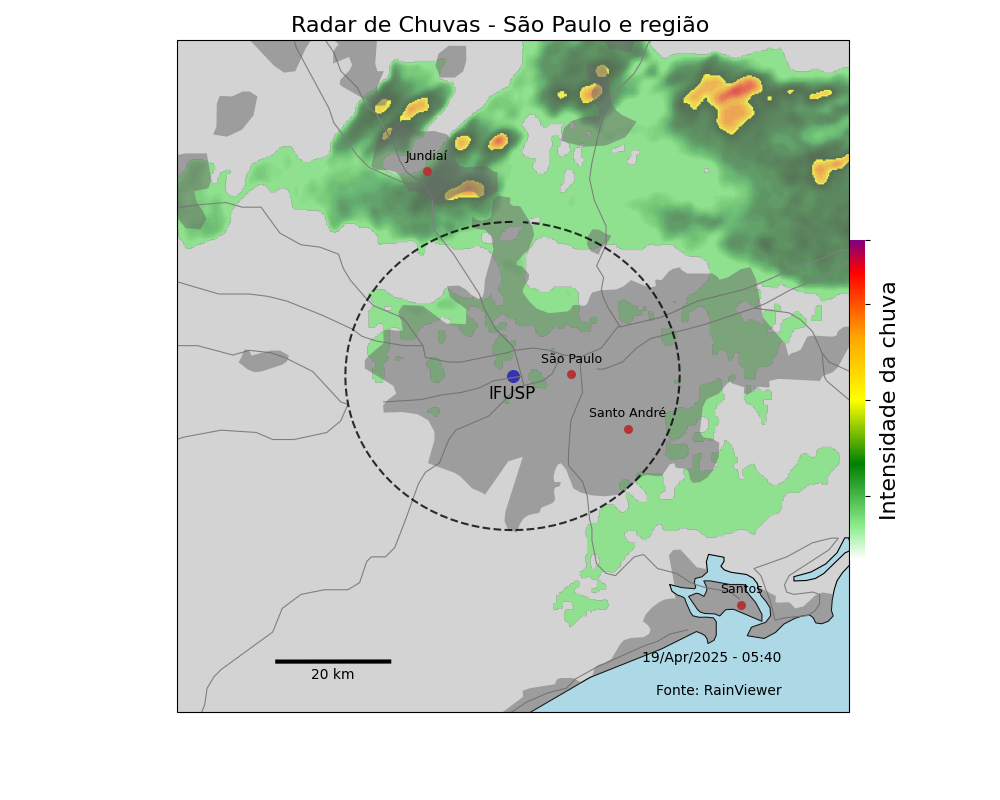 Radar de Chuvas - São Paulo e região
Jundiaí
São Paulo
IFUSP
Santo André
Intensidade da chuva
Santos
19/Apr/2025 - 05:40
20 km
Fonte: RainViewer